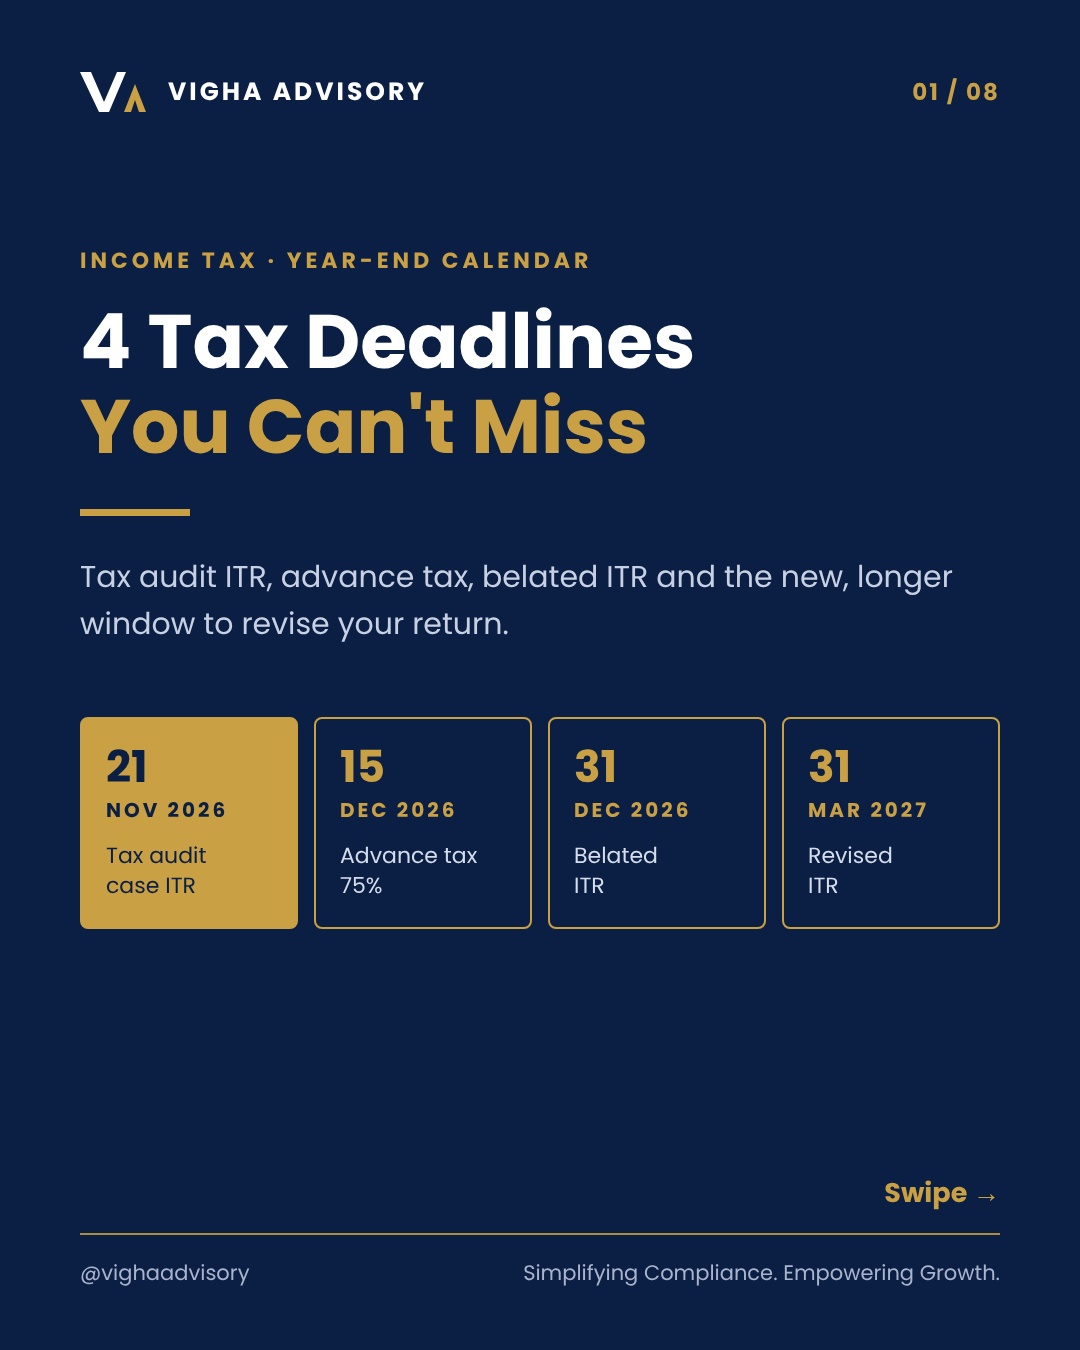 VIGHA ADVISORY
01 / 08
INCOME TAX · YEAR-END CALENDAR
4 Tax Deadlines
You Can't Miss
Tax audit ITR, advance tax, belated ITR and the new, longer
window to revise your return.
21
NOV 2026
Tax audit
case ITR
15
DEC 2026
Advance tax
75%
31
DEC 2026
Belated
ITR
31
MAR 2027
Revised
ITR
Swipe →
@vighaadvisory
Simplifying Compliance. Empowering Growth.